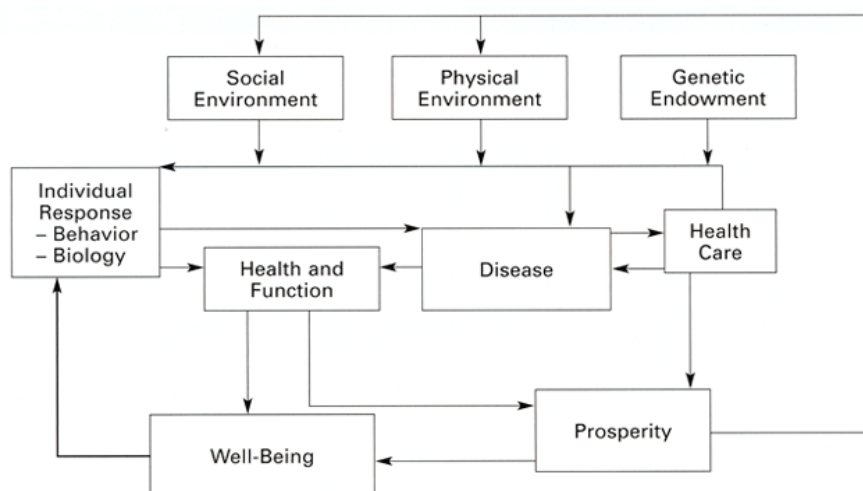 Social
Environment
Physical
Environment
Genetic
Endowment
Individual
Response
– Behavior
– Biology
Health and
Function
Disease
Health
Care
Prosperity
Well-Being